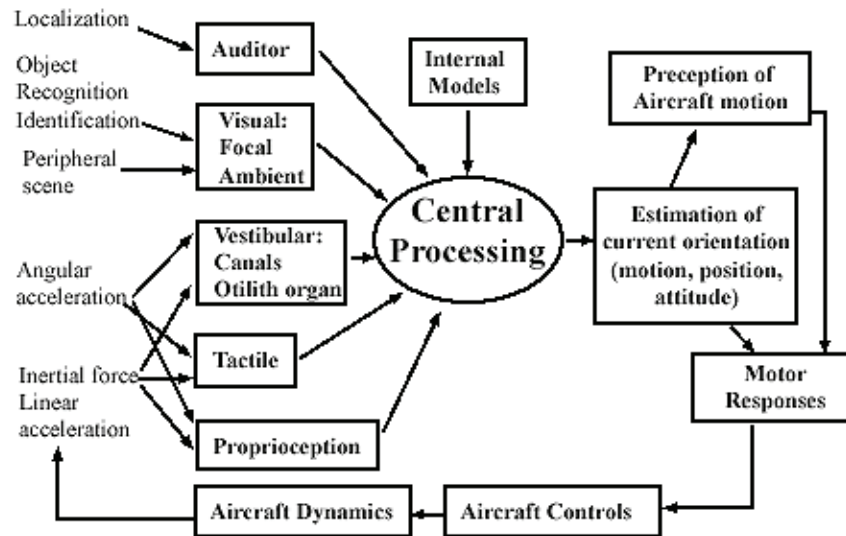 Localization
Object
Recognition
Identification
Peripheral
scene
Angular
acceleration
Inertial force
Linear
acceleration
Auditor
Visual:
Focal
Ambient
Vestibular:
Canals
Otilith organ
Tactile
Proprioception
Internal
Models
Central
Processing
Preception of
Aircraft motion
Estimation of
current orientation
(motion, position,
attitude)
Motor
Responses
Aircraft Dynamics
Aircraft Controls